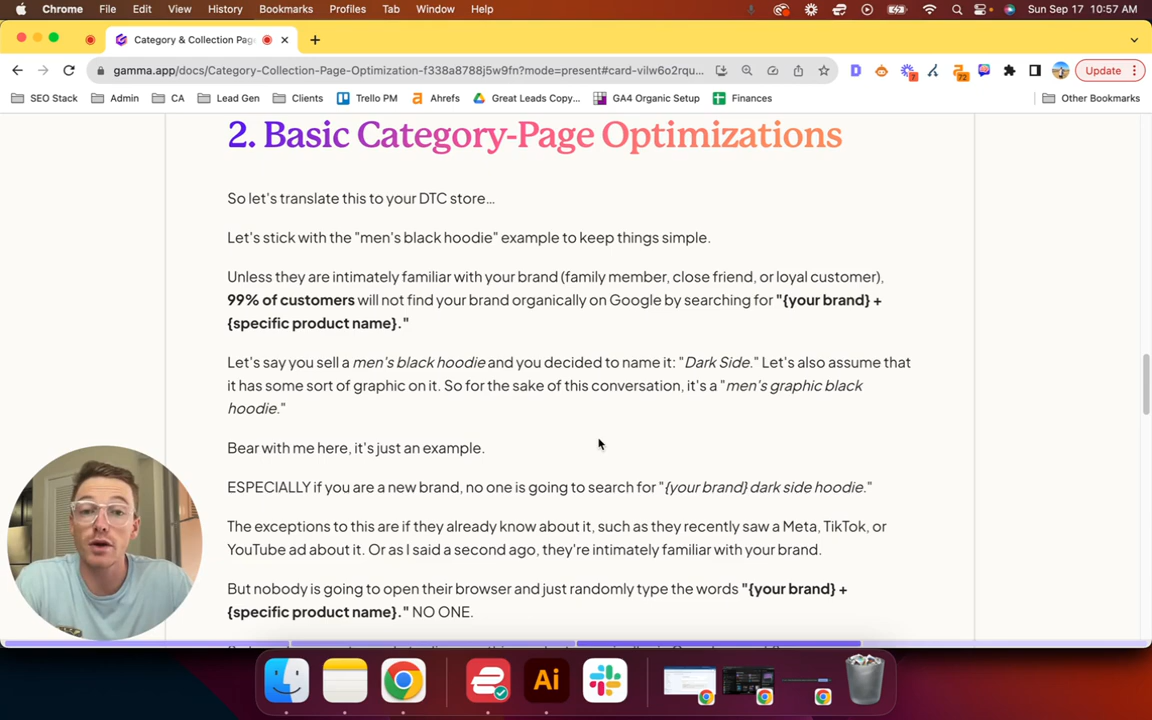 Chrome File Edit View History Bookmarks Profiles Tab Window Help Sun Sep 17 10:57 AM
Category & Collection Pag
gamma.app/docs/Category-Collection-Page-Optimization-f338a8788j5w9fn?mode=present#card-vilw6o2rqu... Update
SEO Stack Admin CA Lead Gen Clients Trello PM Ahrefs Great Leads Copy... GA4 Organic Setup Finances Other Bookmarks
2. Basic Category-Page Optimizations
So let's translate this to your DTC store...
Let's stick with the "men's black hoodie" example to keep things simple.
Unless they are intimately familiar with your brand (family member, close friend, or loyal customer),
99% of customers will not find your brand organically on Google by searching for "{your brand} +
{specific product name}."
Let's say you sell a men's black hoodie and you decided to name it: "Dark Side." Let's also assume that
it has some sort of graphic on it. So for the sake of this conversation, it's a "men's graphic black
hoodie."
Bear with me here, it's just an example.
ESPECIALLY if you are a new brand, no one is going to search for "{your brand} dark side hoodie."
The exceptions to this are if they already know about it, such as they recently saw a Meta, TikTok, or
YouTube ad about it. Or as I said a second ago, they're intimately familiar with your brand.
But nobody is going to open their browser and just randomly type the words "{your brand} +
{specific product name}." NO ONE.
Ai